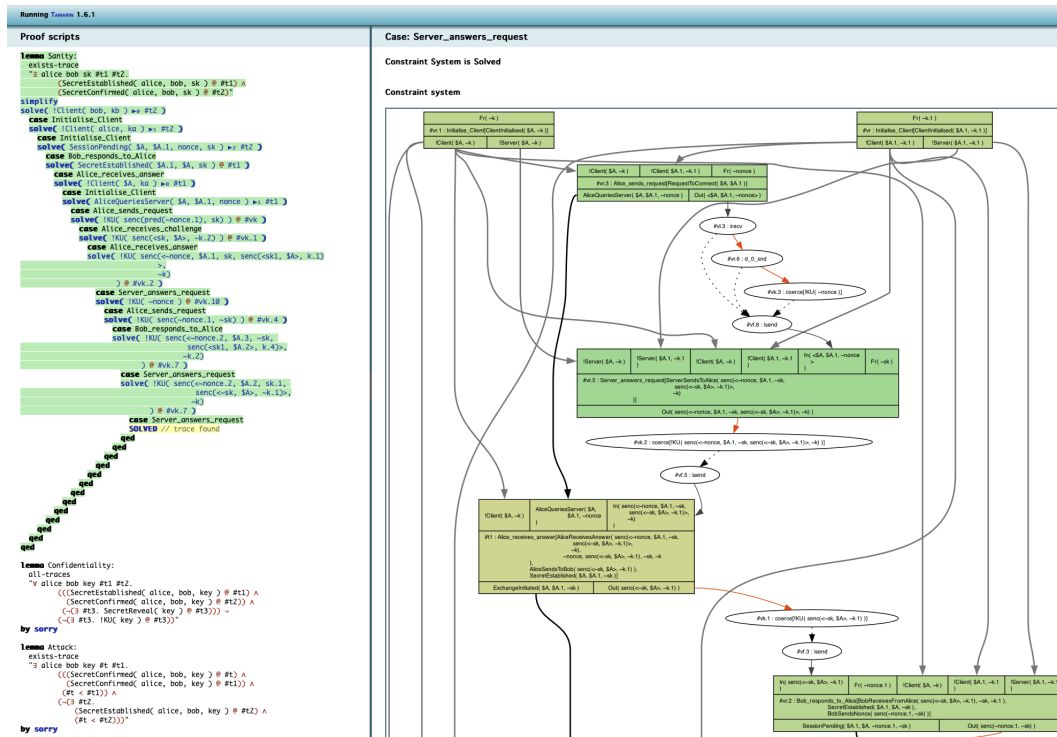 Running TAMARIN 1.6.1
Proof scripts
lemma Sanity:
exists-trace
"∃ alice bob sk #t1 #t2.
(SecretEstablished( alice, bob, sk ) @ #t1) ∧
(SecretConfirmed( alice, bob, sk ) @ #t2)"
simplify
solve( !Client( bob, kb ) ▶₀ #t2 )
case Initialise_Client
solve( !Client( alice, ka ) ▶₁ #t2 )
case Initialise_Client
solve( SessionPending( $A, $A.1, nonce, sk ) ▶₂ #t2 )
case Bob_responds_to_Alice
solve( SecretEstablished( $A.1, $A, sk ) @ #t1 )
case Alice_receives_answer
solve( !Client( $A, ka ) ▶₀ #t1 )
case Initialise_Client
solve( AliceQueriesServer( $A, $A.1, nonce ) ▶₁ #t1 )
case Alice_sends_request
solve( !KU( senc(pred(~nonce.1), sk) ) @ #vk )
case Alice_receives_challenge
solve( !KU( senc(<sk, $A>, ~k.2) ) @ #vk.1 )
case Alice_receives_answer
solve( !KU( senc(<~nonce, $A.1, sk, senc(<sk1, $A>, k.1)
>,
~k)
) @ #vk.2 )
case Server_answers_request
solve( !KU( ~nonce ) @ #vk.10 )
case Alice_sends_request
solve( !KU( senc(~nonce.1, ~sk) ) @ #vk.4 )
case Bob_responds_to_Alice
solve( !KU( senc(<~nonce.2, $A.3, ~sk,
senc(<sk1, $A.2>, k.4)>,
~k.2)
) @ #vk.7 )
case Server_answers_request
solve( !KU( senc(<~nonce.2, $A.2, sk.1,
senc(<~sk, $A>, ~k.1)>,
~k)
) @ #vk.7 )
case Server_answers_request
SOLVED // trace found
qed
qed
qed
qed
qed
qed
qed
qed
qed
qed
qed
qed
qed
lemma Confidentiality:
all-traces
"∀ alice bob key #t1 #t2.
(((SecretEstablished( alice, bob, key ) @ #t1) ∧
(SecretConfirmed( alice, bob, key ) @ #t2)) ∧
(¬(∃ #t3. SecretReveal( key ) @ #t3))) ⇒
(¬(∃ #t3. !KU( key ) @ #t3))"
by sorry
lemma Attack:
exists-trace
"∃ alice bob key #t #t1.
(((SecretConfirmed( alice, bob, key ) @ #t) ∧
(SecretConfirmed( alice, bob, key ) @ #t1)) ∧
(#t < #t1)) ∧
(¬(∃ #t2.
(SecretEstablished( alice, bob, key ) @ #t2) ∧
(#t < #t2)))"
by sorry
Case: Server_answers_request
Constraint System is Solved
Constraint system
Fr( ~k )
#vr.1 : Initialise_Client[ClientInitialised( $A, ~k )]
!Client( $A, ~k ) !Server( $A, ~k )
Fr( ~k.1 )
#vr : Initialise_Client[ClientInitialised( $A.1, ~k.1 )]
!Client( $A.1, ~k.1 ) !Server( $A.1, ~k.1 )
!Client( $A, ~k ) !Client( $A.1, ~k.1 ) Fr( ~nonce )
#vr.3 : Alice_sends_request[RequestToConnect( $A, $A.1 )]
AliceQueriesServer( $A, $A.1, ~nonce ) Out( <$A, $A.1, ~nonce> )
#vl.3 : irecv
#vr.6 : d_0_snd
#vk.3 : coerce[!KU( ~nonce )]
#vf.8 : isend
!Server( $A, ~k ) !Server( $A.1, ~k.1 ) !Client( $A, ~k ) !Client( $A.1, ~k.1 ) In( <$A, $A.1, ~nonce> ) Fr( ~sk )
#vr.5 : Server_answers_request[ServerSendsToAlice( senc(<~nonce, $A.1, ~sk,
senc(<~sk, $A>, ~k.1)>,
~k)
)]
Out( senc(<~nonce, $A.1, ~sk, senc(<~sk, $A>, ~k.1)>, ~k) )
#vk.2 : coerce[!KU( senc(<~nonce, $A.1, ~sk, senc(<~sk, $A>, ~k.1)>, ~k) )]
#vf.5 : isend
!Client( $A, ~k ) AliceQueriesServer( $A, $A.1, ~nonce ) In( senc(<~nonce, $A.1, ~sk, senc(<~sk, $A>, ~k.1)>, ~k) )
#t1 : Alice_receives_answer[AliceReceivesAnswer( senc(<~nonce, $A.1, ~sk,
senc(<~sk, $A>, ~k.1)>,
~k),
~nonce, senc(<~sk, $A>, ~k.1), ~sk, ~k
),
AliceSendsToBob( senc(<~sk, $A>, ~k.1) ),
SecretEstablished( $A, $A.1, ~sk )]
ExchangeInitiated( $A, $A.1, ~sk ) Out( senc(<~sk, $A>, ~k.1) )
#vk.1 : coerce[!KU( senc(<~sk, $A>, ~k.1) )]
#vf.3 : isend
In( senc(<~sk, $A>, ~k.1) ) Fr( ~nonce.1 ) !Client( $A, ~k ) !Client( $A.1, ~k.1 ) !Server( $A.1, ~k.1
#vr.2 : Bob_responds_to_Alice[BobReceivesFromAlice( senc(<~sk, $A>, ~k.1), ~sk, ~k.1 ),
SecretEstablished( $A.1, $A, ~sk ),
BobSendsNonce( senc(~nonce.1, ~sk) )]
SessionPending( $A.1, $A, ~nonce.1, ~sk ) Out( senc(~nonce.1, ~sk) )